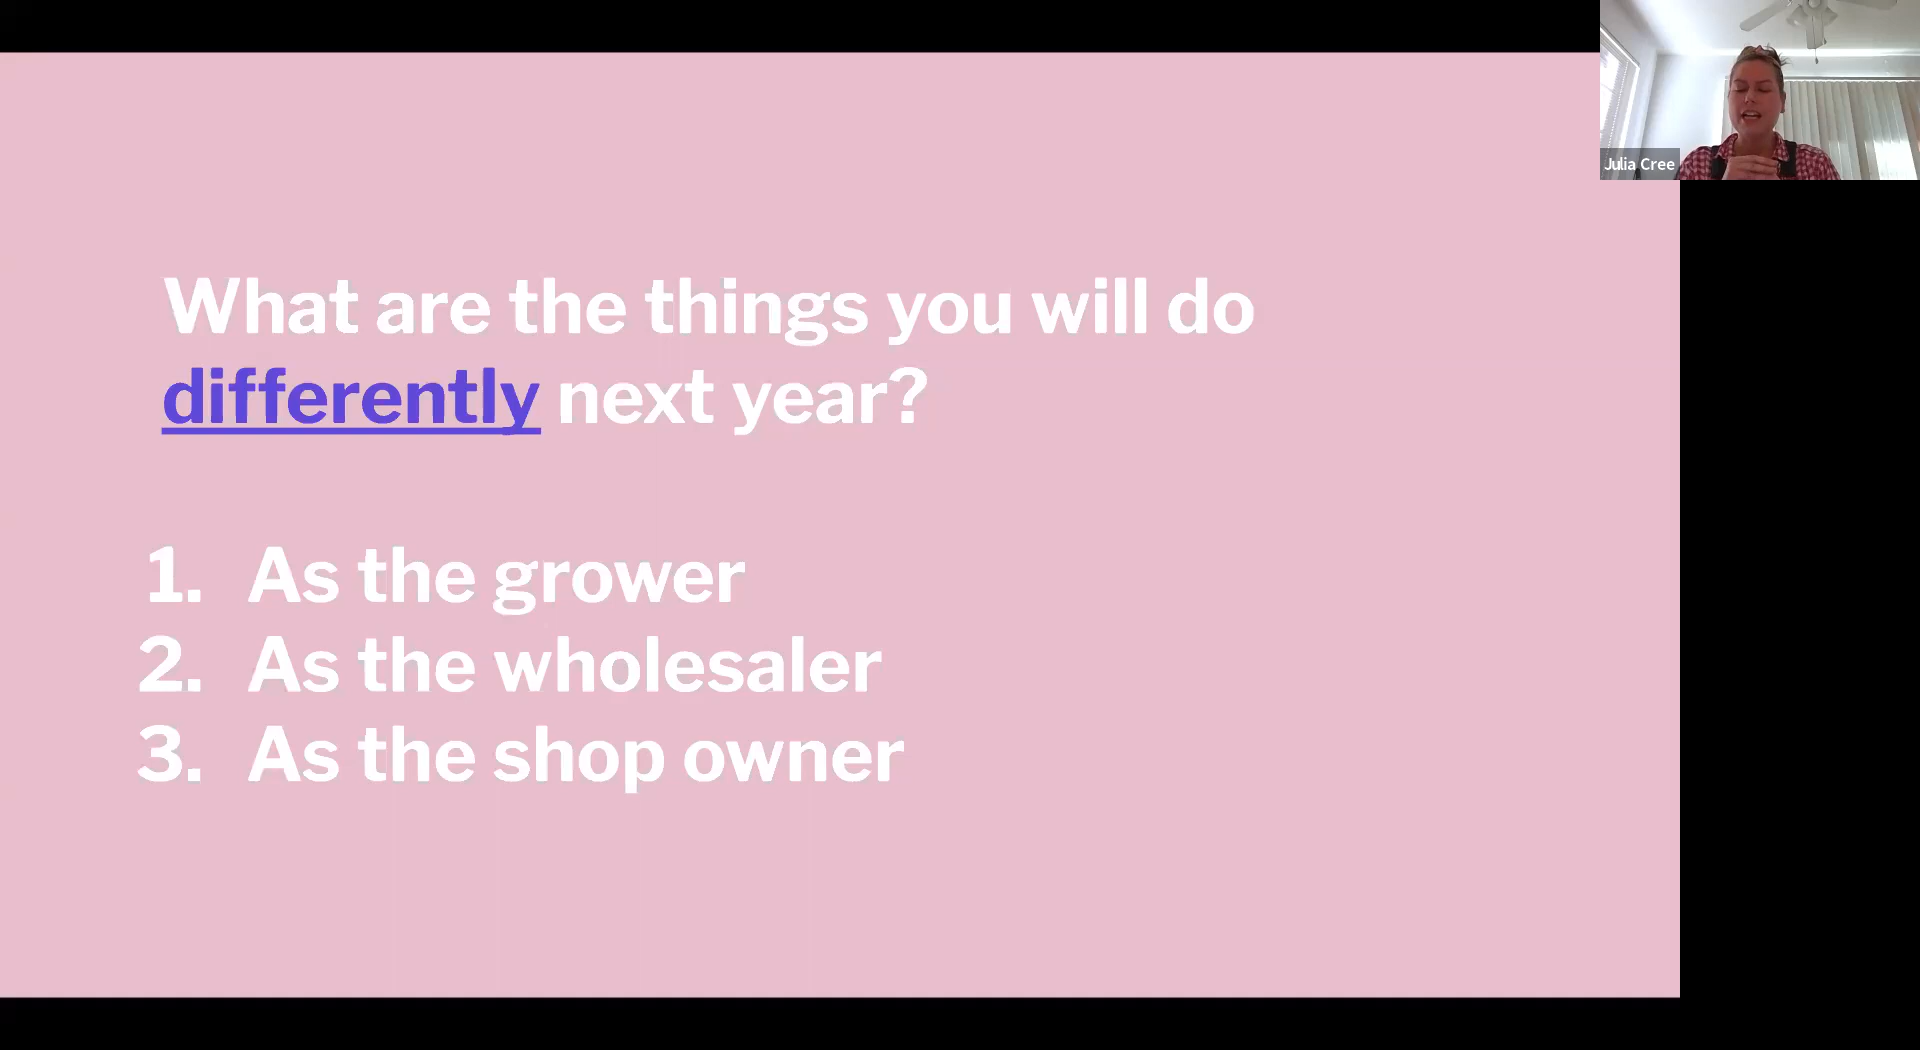 Julia Cree
What are the things you will do
differently next year?
1. As the grower
2. As the wholesaler
3. As the shop owner